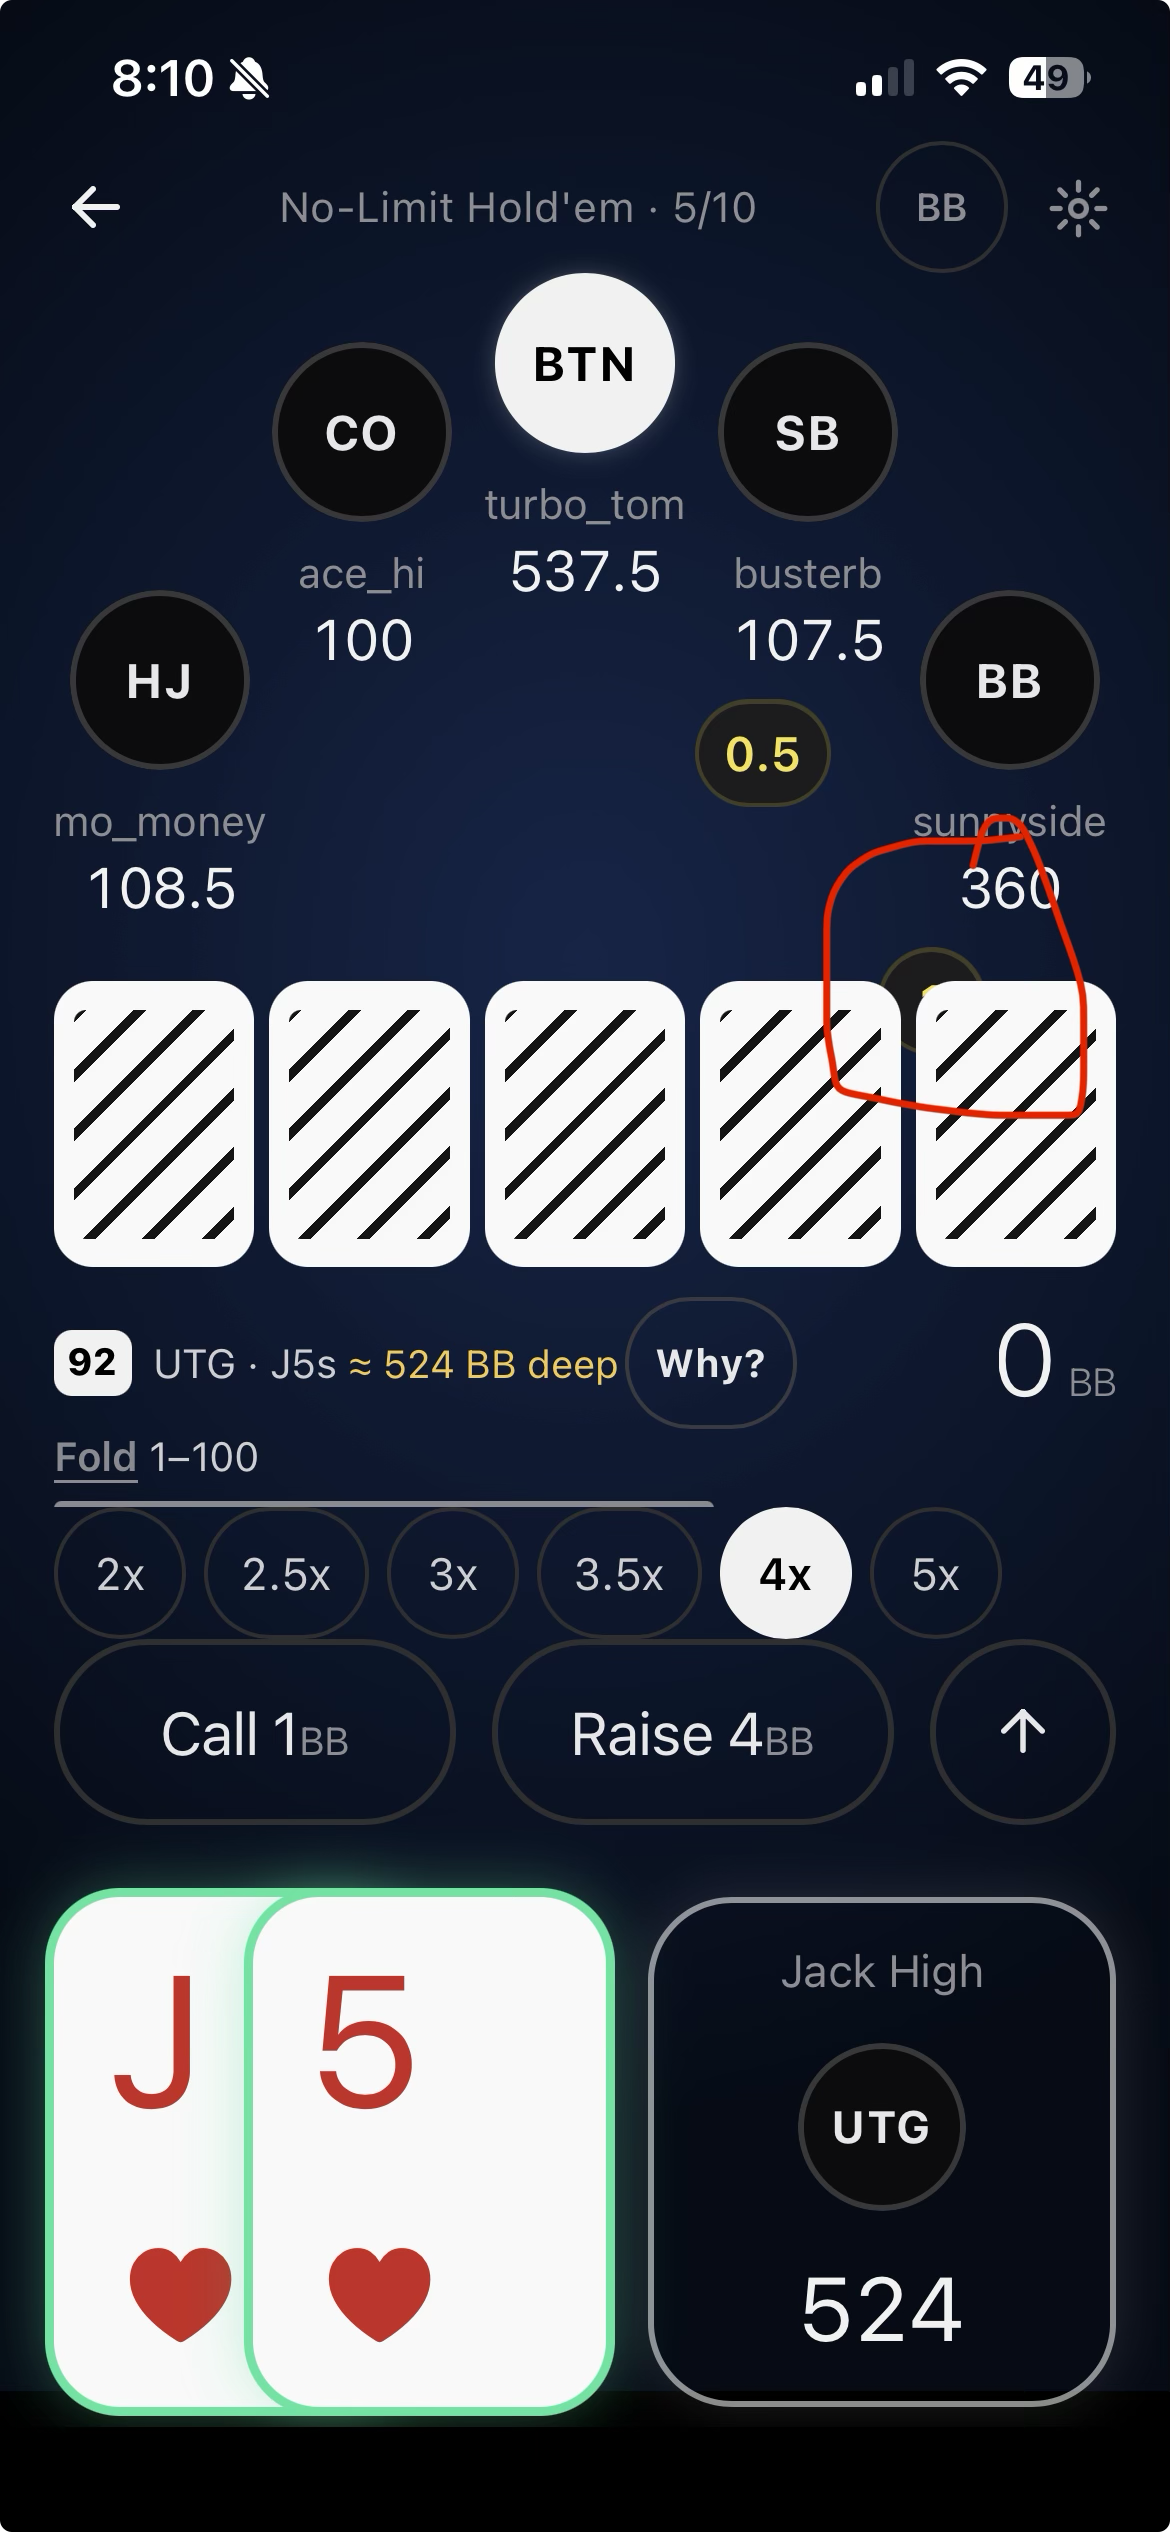 8:10
49
No-Limit Hold'em · 5/10
BB
BTN
CO
SB
turbo_tom
537.5
ace_hi
100
busterb
107.5
HJ
BB
0.5
mo_money
108.5
sunnyside
360
92 UTG · J5s ≈ 524 BB deep Why?
0 BB
Fold 1–100
2x 2.5x 3x 3.5x 4x 5x
Call 1BB Raise 4BB
J 5
Jack High
UTG
524